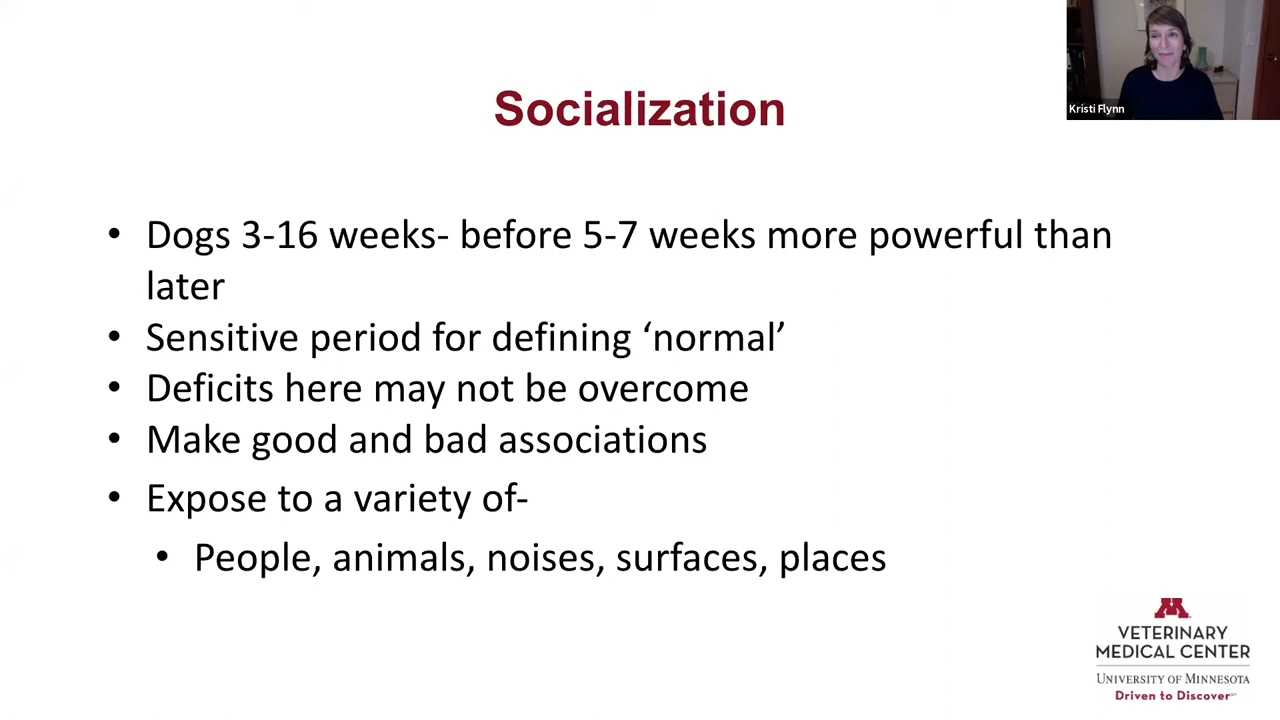 Kristi Flynn
Socialization
• Dogs 3-16 weeks- before 5-7 weeks more powerful than
later
• Sensitive period for defining ‘normal’
• Deficits here may not be overcome
• Make good and bad associations
• Expose to a variety of-
• People, animals, noises, surfaces, places
M
VETERINARY
MEDICAL CENTER
UNIVERSITY OF MINNESOTA
Driven to Discover℠